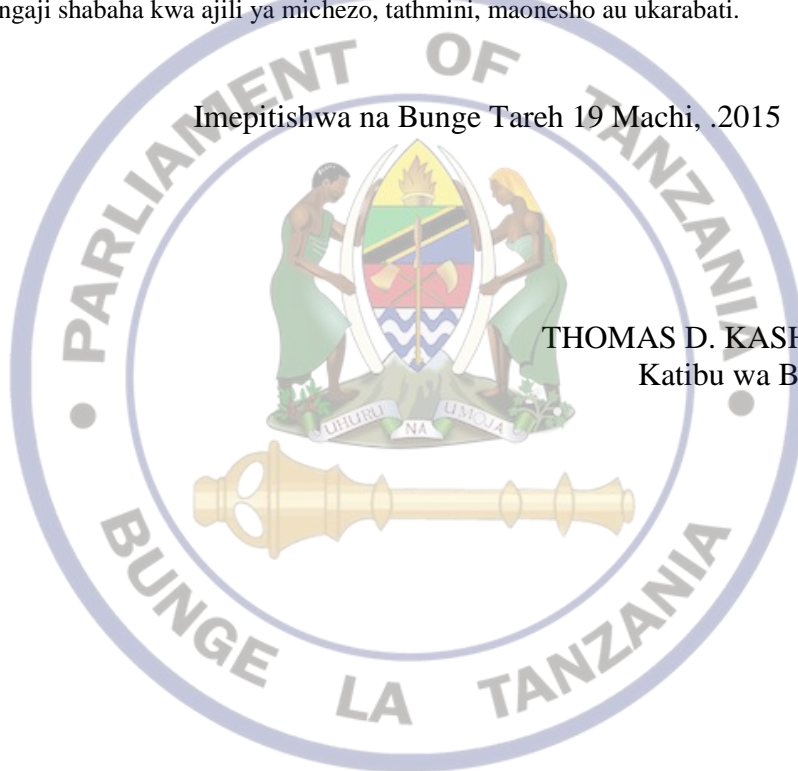 ngaji shabaha kwa ajili ya michezo, tathmini, maonesho au ukarabati.
PARLIAMENT OF TANZANIA
Imepitishwa na Bunge Tareh 19 Machi, .2015
THOMAS D. KASH
Katibu wa B
UHURU NA UMOJA
BUNGE LA TANZANIA